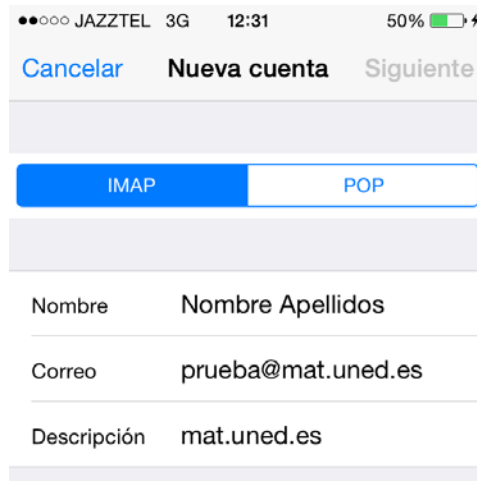 JAZZTEL 3G 12:31 50%
Cancelar Nueva cuenta Siguiente
IMAP POP
Nombre Nombre Apellidos
Correo prueba@mat.uned.es
Descripción mat.uned.es